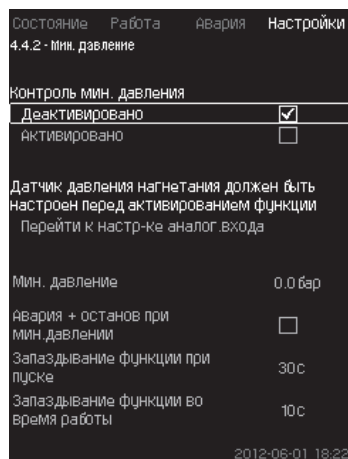 Состояние Работа Авария Настройки
4.4.2 - Мин. давление
Контроль мин. давления
Деактивировано
Активировано
Датчик давления нагнетания должен быть
настроен перед активированием функции
Перейти к настр-ке аналог.входа
Мин. давление 0.0 бар
Авария + останов при
мин.давлении
Запаздывание функции при 30с
пуске
Запаздывание функции во 10с
время работы
2012-06-01 18:22